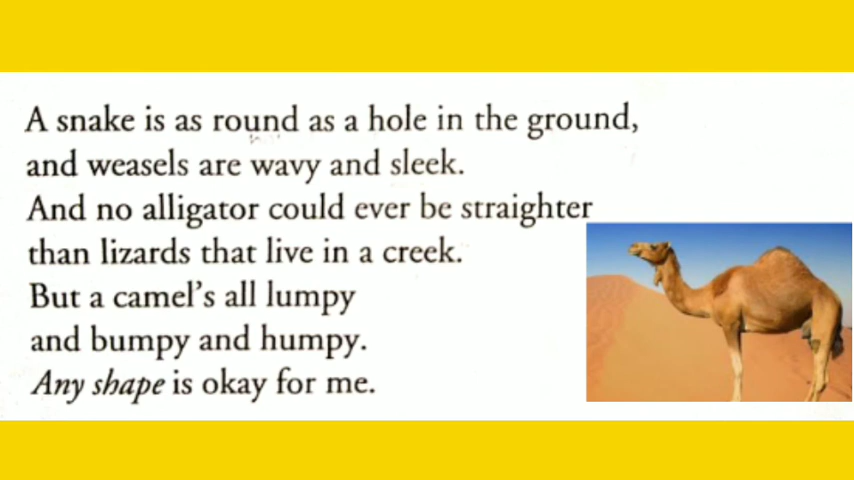 A snake is as round as a hole in the ground,
and weasels are wavy and sleek.
And no alligator could ever be straighter
than lizards that live in a creek.
But a camel's all lumpy
and bumpy and humpy.
Any shape is okay for me.